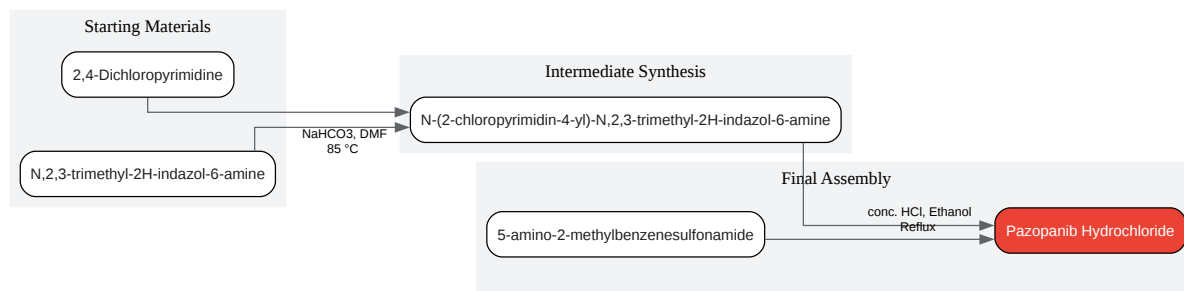 Starting Materials
2,4-Dichloropyrimidine
N,2,3-trimethyl-2H-indazol-6-amine
NaHCO3, DMF
85 °C
Intermediate Synthesis
N-(2-chloropyrimidin-4-yl)-N,2,3-trimethyl-2H-indazol-6-amine
Final Assembly
5-amino-2-methylbenzenesulfonamide
conc. HCl, Ethanol
Reflux
Pazopanib Hydrochloride